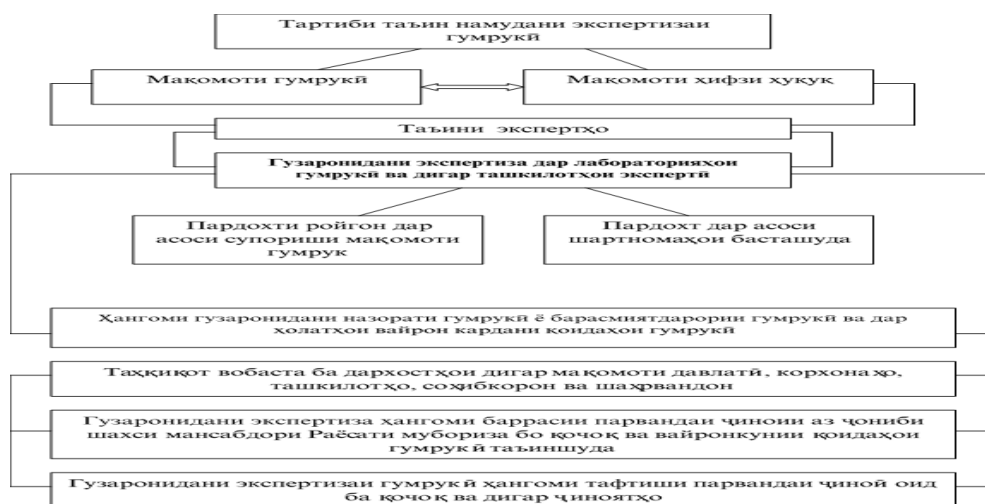 Тартиби таъин намудани экспертизаи
гумрукӣ
Мақомоти гумрукӣ
Мақомоти ҳифзи ҳуқуқ
Таъини экспертҳо
Гузаронидани экспертиза дар лабораторияҳои
гумрукӣ ва дигар ташкилотҳои экспертӣ
Пардохти ройгон дар
асоси супориши мақомоти
гумрук
Пардохт дар асоси
шартномаҳои басташуда
Ҳангоми гузаронидани назорати гумрукӣ ё барасмиятдарории гумрукӣ ва дар
ҳолатҳои вайрон кардани қоидаҳои гумрукӣ
Таҳқиқот вобаста ба дархостҳои дигар мақомоти давлатӣ, корхонаҳо,
ташкилотҳо, соҳибкорон ва шаҳрвандон
Гузаронидани экспертиза ҳангоми баррасии парвандаи ҷиноии аз ҷониби
шахси мансабдори Раёсати мубориза бо қочоқ ва вайронкунии қоидаҳои
гумрукӣ таъиншуда
Гузаронидани экспертизаи гумрукӣ ҳангоми тафтиши парвандаи ҷиноӣ оид
ба қочоқ ва дигар ҷиноятҳо